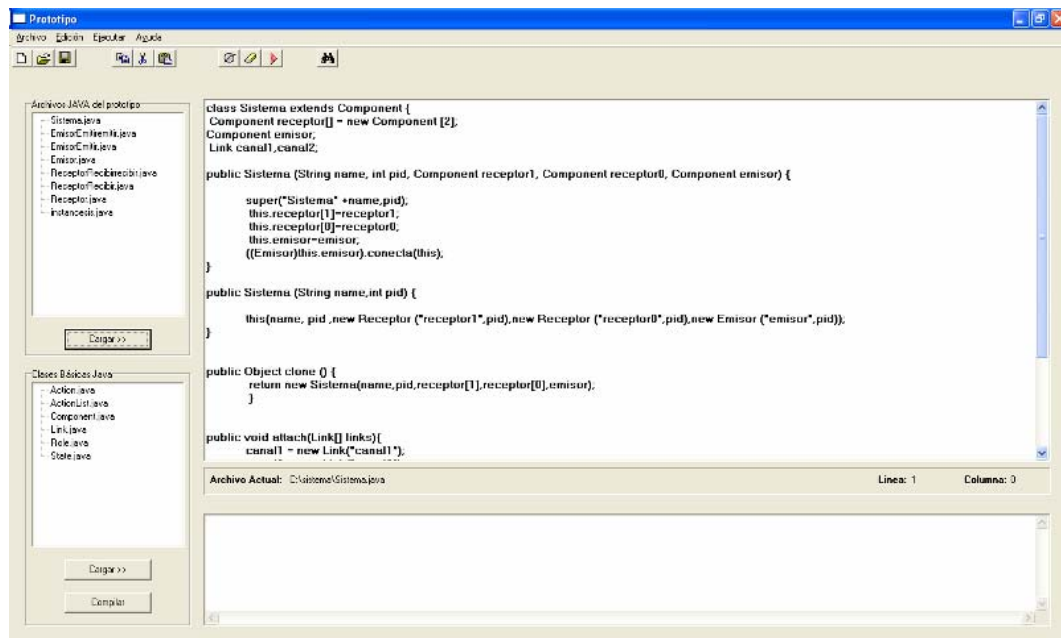 Prototipo
Archivo Edición Ejecutar Ayuda
Archivos JAVA del prototipo
Sistema.java
EmisorEmitiremitir.java
EmisorEmitir.java
Emisor.java
ReceptorRecibirrecibir.java
ReceptorRecibir.java
Receptor.java
instancesis.java
Cargar >>
Clases Básicas Java
Action.java
ActionList.java
Component.java
Link.java
Role.java
State.java
Cargar >>
Compilar
class Sistema extends Component {
Component receptor[] = new Component [2];
Component emisor;
Link canal1,canal2;
public Sistema (String name, int pid, Component receptor1, Component receptor0, Component emisor) {
super("Sistema" +name,pid);
this.receptor[1]=receptor1;
this.receptor[0]=receptor0;
this.emisor=emisor;
((Emisor)this.emisor).conecta(this);
}
public Sistema (String name,int pid) {
this(name, pid ,new Receptor ("receptor1",pid),new Receptor ("receptor0",pid),new Emisor ("emisor",pid));
}
public Object clone () {
return new Sistema(name,pid,receptor[1],receptor[0],emisor);
}
public void attach(Link[] links){
canal1 = new Link("canal1");
Archivo Actual: C:\sistema\Sistema.java Linea: 1 Columna: 0